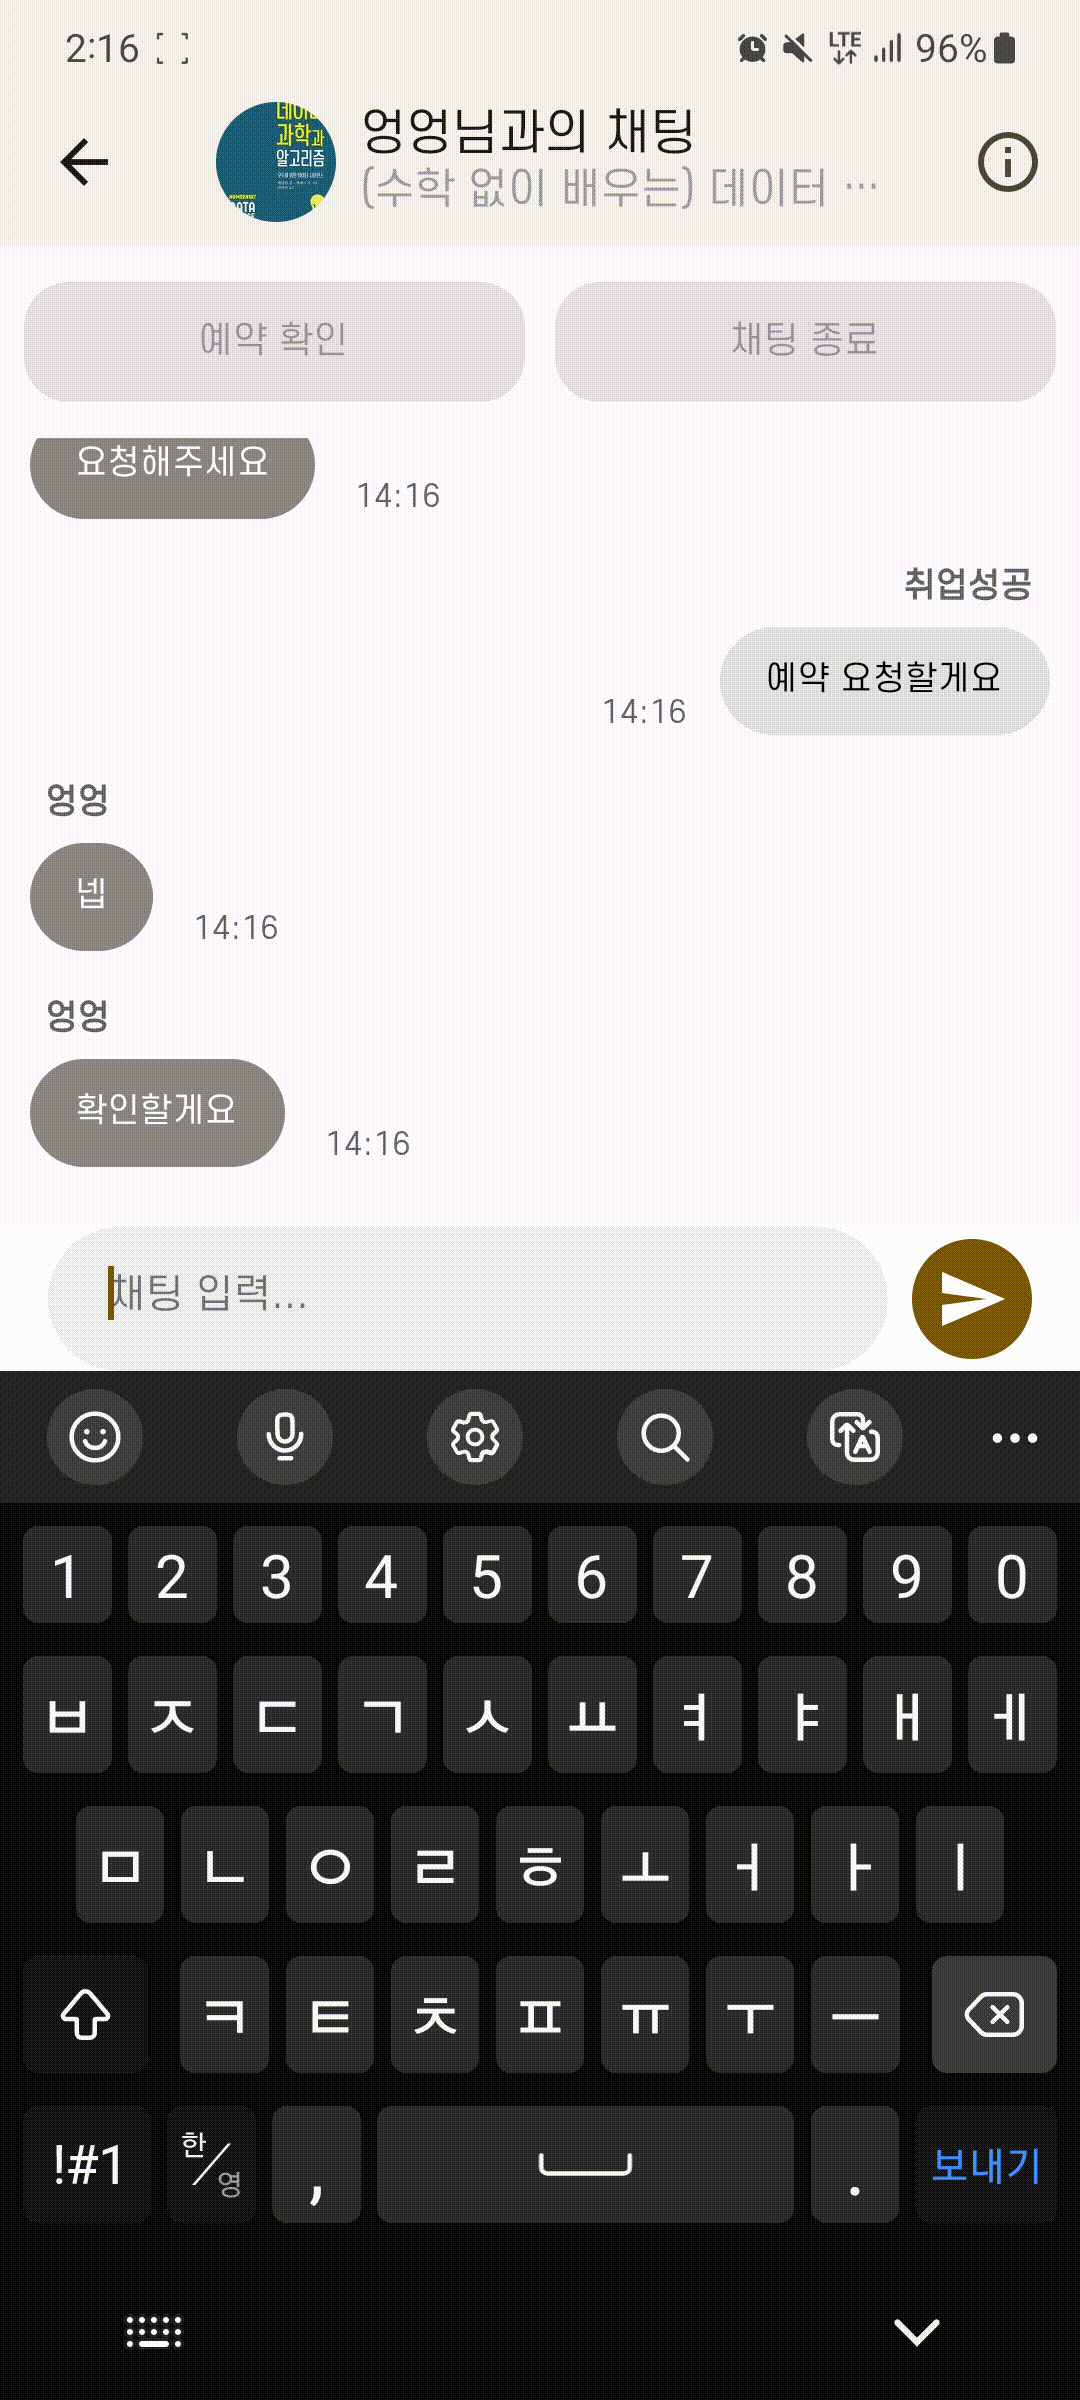 2:16 LTE 96%
데이터
과학과
알고리즘
DATA
엉엉님과의 채팅
(수학 없이 배우는) 데이터 ...
예약 확인 채팅 종료
요청해주세요 14:16
취업성공
14:16 예약 요청할게요
엉엉
넵 14:16
엉엉
확인할게요 14:16
채팅 입력...
1 2 3 4 5 6 7 8 9 0
ㅂ ㅈ ㄷ ㄱ ㅅ ㅛ ㅕ ㅑ ㅐ ㅔ
ㅁ ㄴ ㅇ ㄹ ㅎ ㅗ ㅓ ㅏ ㅣ
ㅋ ㅌ ㅊ ㅍ ㅠ ㅜ ㅡ
!#1 한/영 , . 보내기